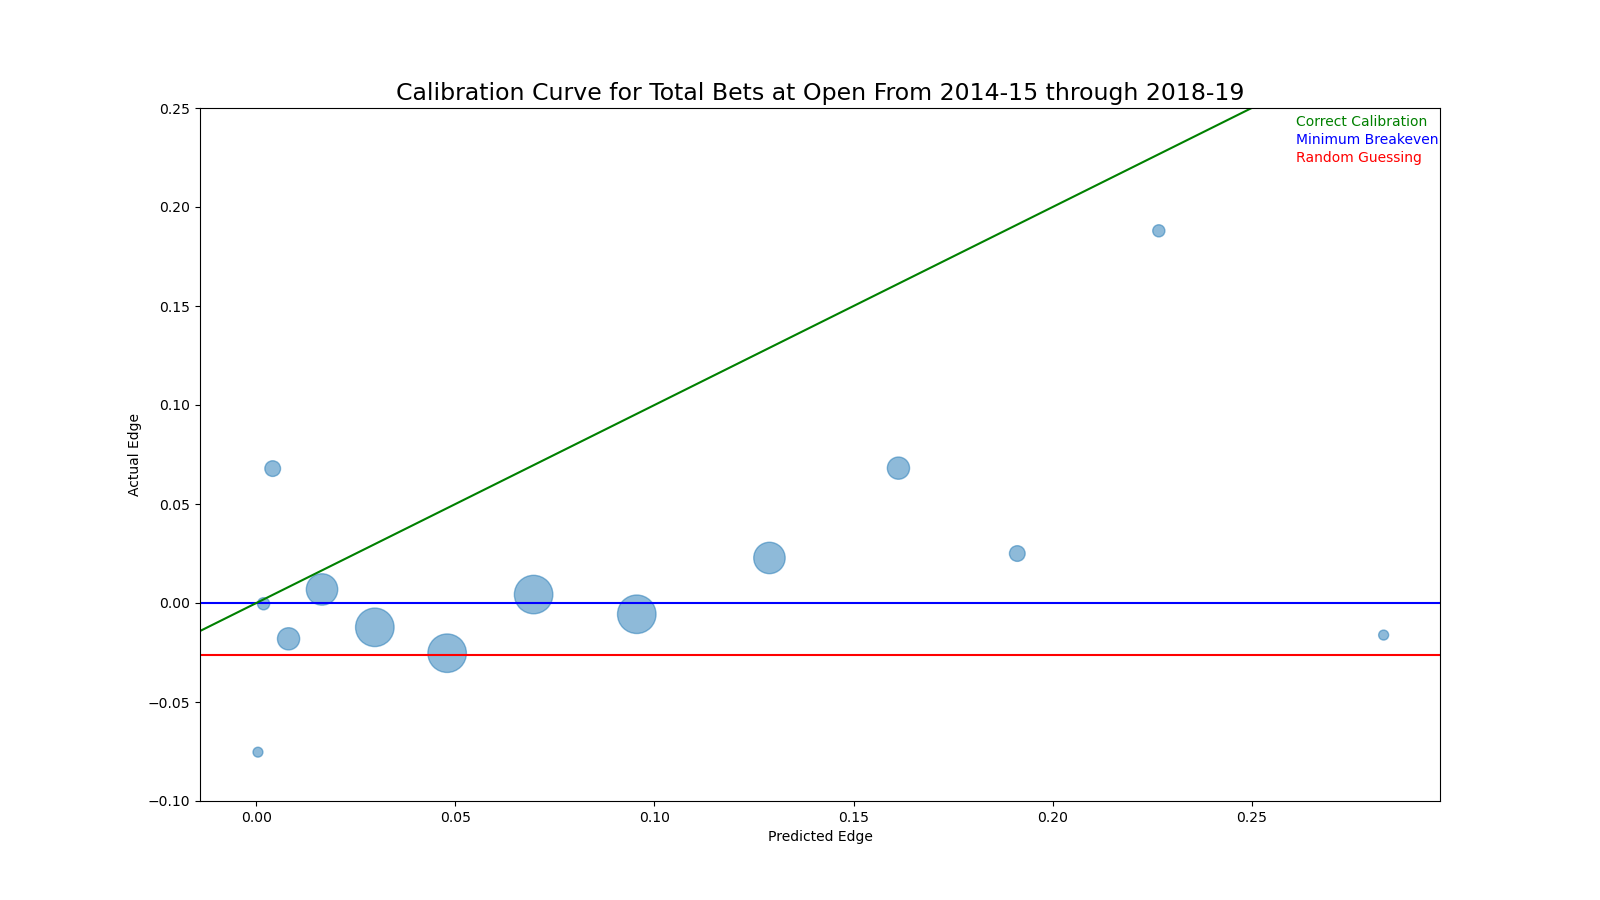 Calibration Curve for Total Bets at Open From 2014-15 through 2018-19
0.25
Correct Calibration
Minimum Breakeven
Random Guessing
0.20
0.15
0.10
Actual Edge
0.05
0.00
−0.05
−0.10
0.00 0.05 0.10 0.15 0.20 0.25
Predicted Edge